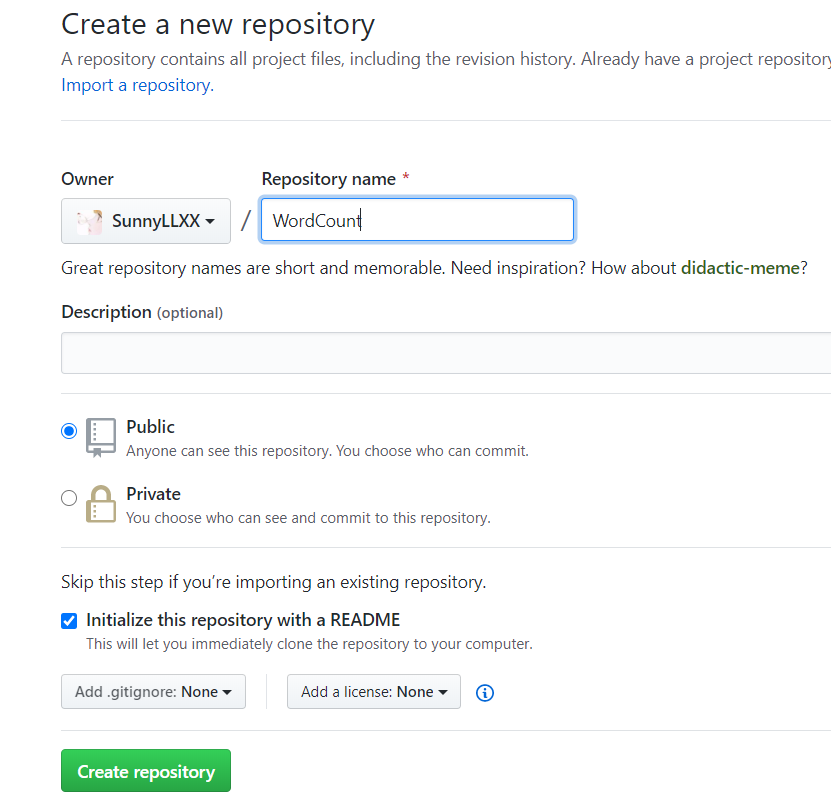 Create a new repository
A repository contains all project files, including the revision history. Already have a project repository
Import a repository.
Owner
Repository name *
SunnyLLXX
/
WordCount
Great repository names are short and memorable. Need inspiration? How about didactic-meme?
Description (optional)
Public
Anyone can see this repository. You choose who can commit.
Private
You choose who can see and commit to this repository.
Skip this step if you’re importing an existing repository.
Initialize this repository with a README
This will let you immediately clone the repository to your computer.
Add .gitignore: None
Add a license: None
Create repository